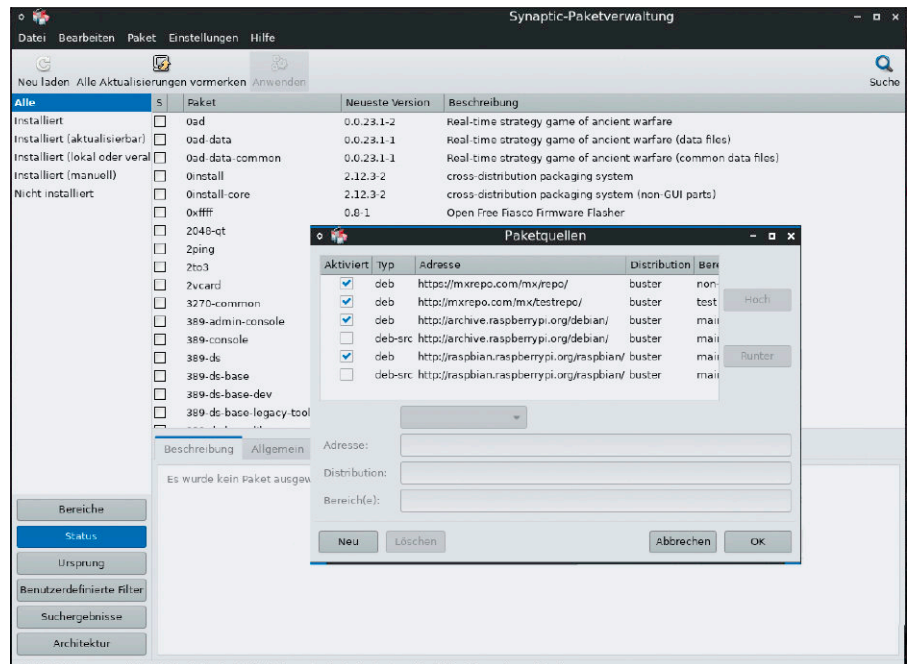 Synaptic-Paketverwaltung
Datei Bearbeiten Paket Einstellungen Hilfe
Neu laden Alle Aktualisierungen vormerken Anwenden Suche
Alle
Installiert
Installiert (aktualisierbar)
Installiert (lokal oder veral
Installiert (manuell)
Nicht installiert
S Paket Neueste Version Beschreibung
0ad 0.0.23.1-2 Real-time strategy game of ancient warfare
0ad-data 0.0.23.1-1 Real-time strategy game of ancient warfare (data files)
0ad-data-common 0.0.23.1-1 Real-time strategy game of ancient warfare (common data files)
0install 2.12.3-2 cross-distribution packaging system
0install-core 2.12.3-2 cross-distribution packaging system (non-GUI parts)
0xffff 0.8-1 Open Free Fiasco Firmware Flasher
2048-qt
2ping
2to3
2vcard
3270-common
389-admin-console
389-console
389-ds
389-ds-base
389-ds-base-dev
389-ds-base-legacy-tool
Paketquellen
Aktiviert Typ Adresse Distribution Bere
deb https://mxrepo.com/mx/repo/ buster non-
deb http://mxrepo.com/mx/testrepo/ buster test
deb http://archive.raspberrypi.org/debian/ buster mai
deb-src http://archive.raspberrypi.org/debian/ buster mai
deb http://raspbian.raspberrypi.org/raspbian/ buster mai
deb-src http://raspbian.raspberrypi.org/raspbian/ buster mai
Hoch
Runter
Adresse:
Distribution:
Bereich(e):
Neu Löschen Abbrechen OK
Beschreibung Allgemein
Es wurde kein Paket ausgew
Bereiche
Status
Ursprung
Benutzerdefinierte Filter
Suchergebnisse
Architektur